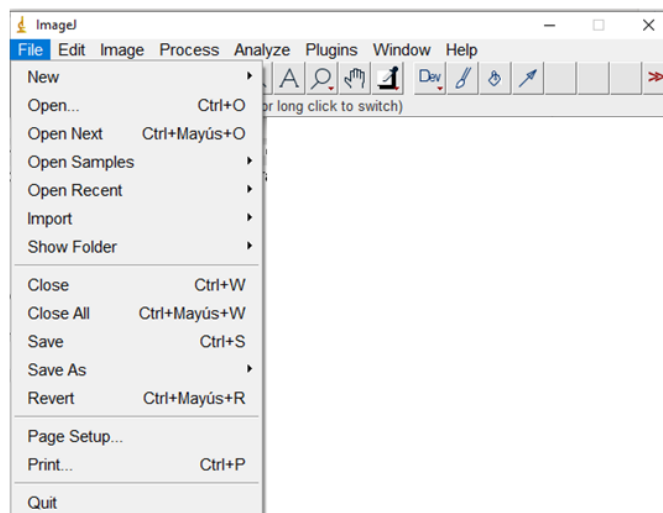 ImageJ
File Edit Image Process Analyze Plugins Window Help
Dev
or long click to switch)
New
Open... Ctrl+O
Open Next Ctrl+Mayús+O
Open Samples
Open Recent
Import
Show Folder
Close Ctrl+W
Close All Ctrl+Mayús+W
Save Ctrl+S
Save As
Revert Ctrl+Mayús+R
Page Setup...
Print... Ctrl+P
Quit